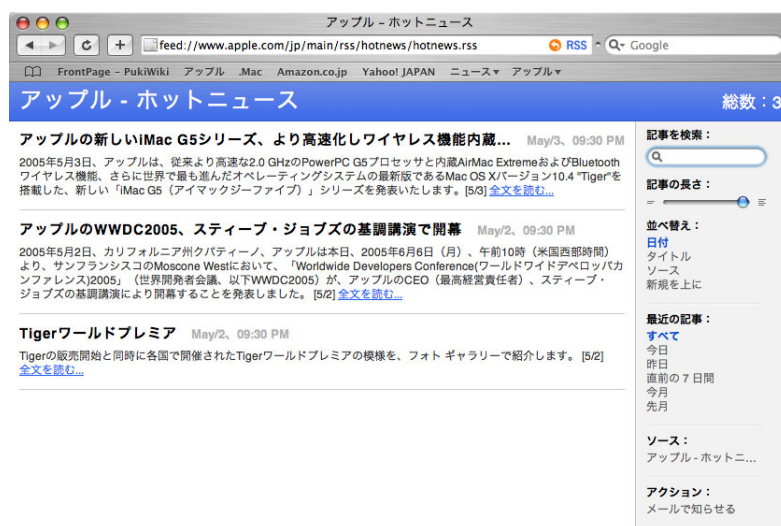 アップル - ホットニュース
feed://www.apple.com/jp/main/rss/hotnews/hotnews.rss
RSS
Google
FrontPage - PukiWiki アップル .Mac Amazon.co.jp Yahoo! JAPAN ニュース▼ アップル▼
アップル - ホットニュース
総数：3
アップルの新しいiMac G5シリーズ、より高速化しワイヤレス機能内蔵... May/3、09:30 PM
2005年5月3日、アップルは、従来より高速な2.0 GHzのPowerPC G5プロセッサと内蔵AirMac ExtremeおよびBluetooth
ワイヤレス機能、さらに世界で最も進んだオペレーティングシステムの最新版であるMac OS Xバージョン10.4 "Tiger"を
搭載した、新しい「iMac G5（アイマックジーファイブ）」シリーズを発表いたします。[5/3] 全文を読む...
アップルのWWDC2005、スティーブ・ジョブズの基調講演で開幕 May/2、09:30 PM
2005年5月2日、カリフォルニア州クパティーノ、アップルは本日、2005年6月6日（月）、午前10時（米国西部時間）
より、サンフランシスコのMoscone Westにおいて、「Worldwide Developers Conference(ワールドワイドデベロッパカ
ンファレンス)2005」（世界開発者会議、以下WWDC2005）が、アップルのCEO（最高経営責任者）、スティーブ・
ジョブズの基調講演により開幕することを発表しました。 [5/2] 全文を読む...
Tigerワールドプレミア May/2、09:30 PM
Tigerの販売開始と同時に各国で開催されたTigerワールドプレミアの模様を、フォト ギャラリーで紹介します。 [5/2]
全文を読む...
記事を検索：
記事の長さ：
並べ替え：
日付
タイトル
ソース
新規を上に
最近の記事：
すべて
今日
昨日
直前の 7 日間
今月
先月
ソース：
アップル - ホットニ...
アクション：
メールで知らせる